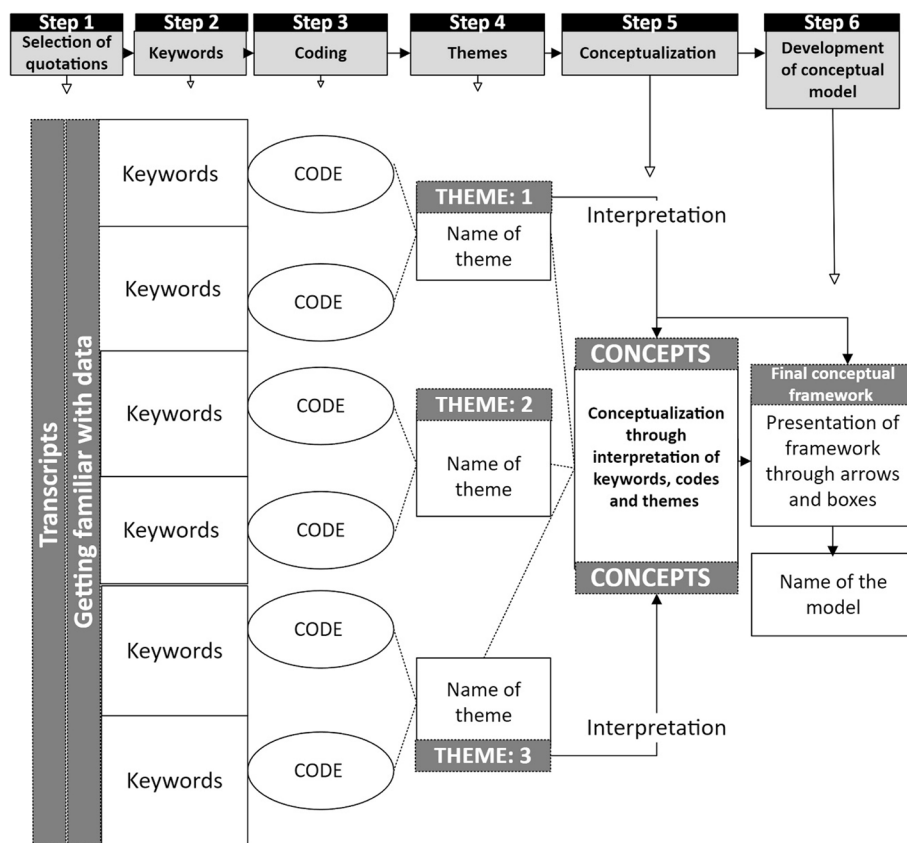 Step 1
Selection of
quotations
Step 2
Keywords
Step 3
Coding
Step 4
Themes
Step 5
Conceptualization
Step 6
Development
of conceptual
model
Transcripts
Getting familiar with data
Keywords
Keywords
Keywords
Keywords
Keywords
Keywords
CODE
CODE
CODE
CODE
CODE
CODE
THEME: 1
Name of
theme
THEME: 2
Name of
theme
Name of
theme
THEME: 3
Interpretation
CONCEPTS
Conceptualization
through
interpretation of
keywords, codes
and themes
CONCEPTS
Interpretation
Final conceptual
framework
Presentation of
framework
through arrows
and boxes
Name of the
model